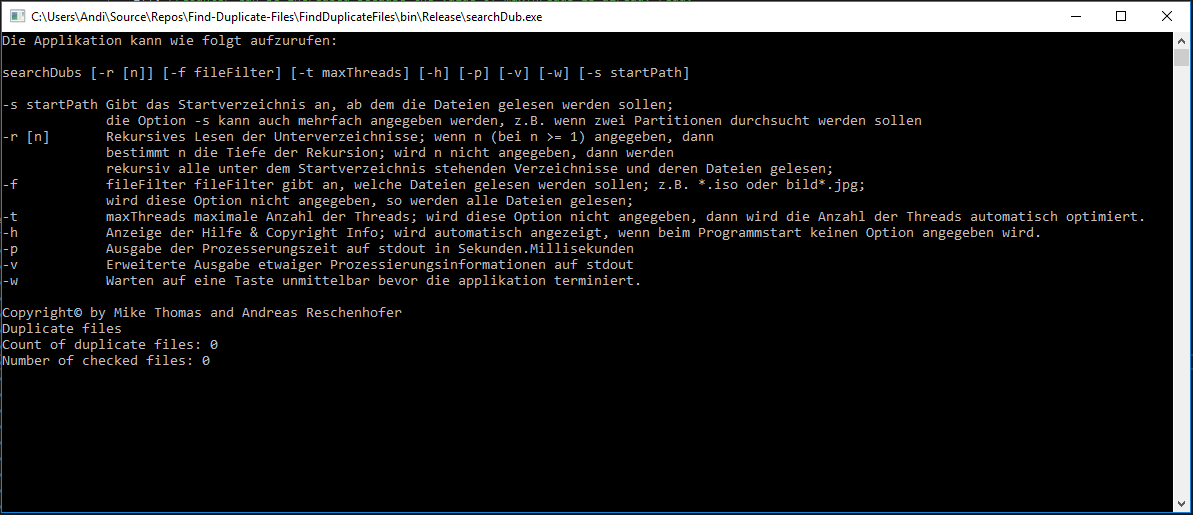 C:\Users\Andi\Source\Repos\Find-Duplicate-Files\FindDuplicateFiles\bin\Release\searchDub.exe
Die Applikation kann wie folgt aufzurufen:
searchDubs [-r [n]] [-f fileFilter] [-t maxThreads] [-h] [-p] [-v] [-w] [-s startPath]
-s startPath Gibt das Startverzeichnis an, ab dem die Dateien gelesen werden sollen;
die Option -s kann auch mehrfach angegeben werden, z.B. wenn zwei Partitionen durchsucht werden sollen
-r [n] Rekursives Lesen der Unterverzeichnisse; wenn n (bei n >= 1) angegeben, dann
bestimmt n die Tiefe der Rekursion; wird n nicht angegeben, dann werden
rekursiv alle unter dem Startverzeichnis stehenden Verzeichnisse und deren Dateien gelesen;
-f fileFilter fileFilter gibt an, welche Dateien gelesen werden sollen; z.B. *.iso oder bild*.jpg;
wird diese Option nicht angegeben, so werden alle Dateien gelesen;
-t maxThreads maximale Anzahl der Threads; wird diese Option nicht angegeben, dann wird die Anzahl der Threads automatisch optimiert.
-h Anzeige der Hilfe & Copyright Info; wird automatisch angezeigt, wenn beim Programmstart keinen Option angegeben wird.
-p Ausgabe der Prozesserungszeit auf stdout in Sekunden.Millisekunden
-v Erweiterte Ausgabe etwaiger Prozessierungsinformationen auf stdout
-w Warten auf eine Taste unmittelbar bevor die applikation terminiert.
Copyright© by Mike Thomas and Andreas Reschenhofer
Duplicate files
Count of duplicate files: 0
Number of checked files: 0